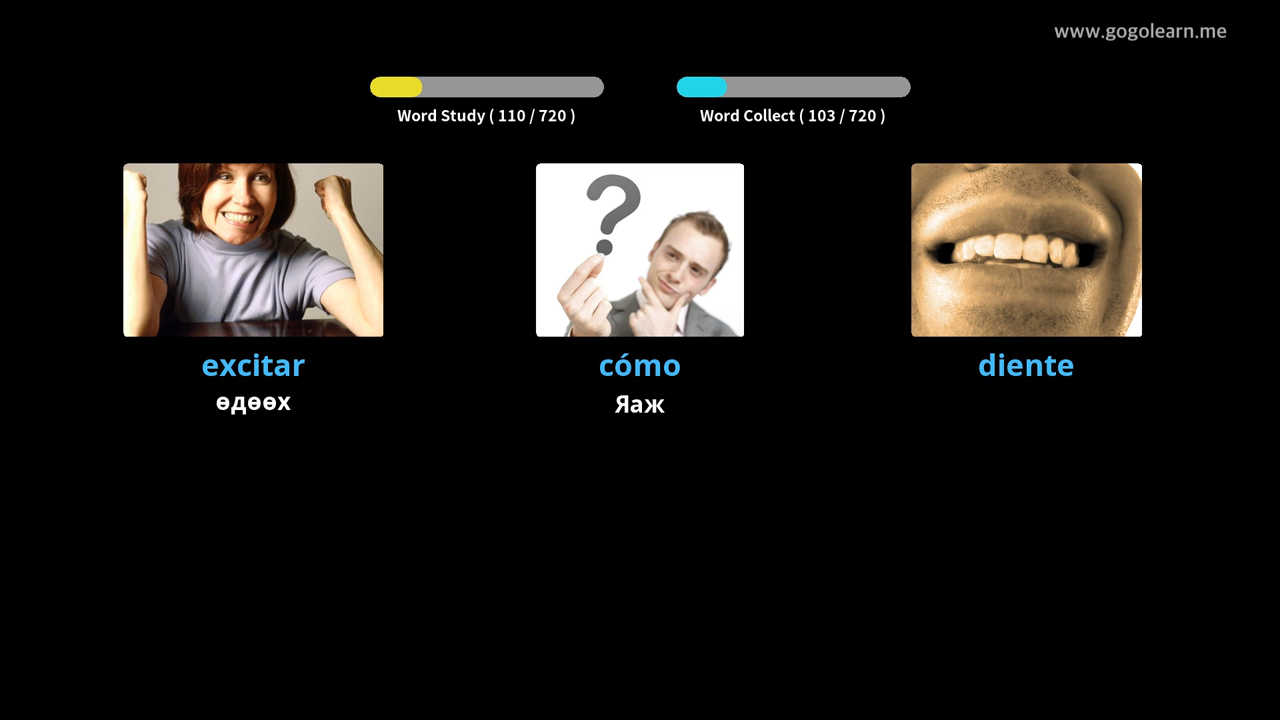 www.gogolearn.me
Word Study ( 110 / 720 )
Word Collect ( 103 / 720 )
excitar
cómo
diente
өдөөх
Яаж